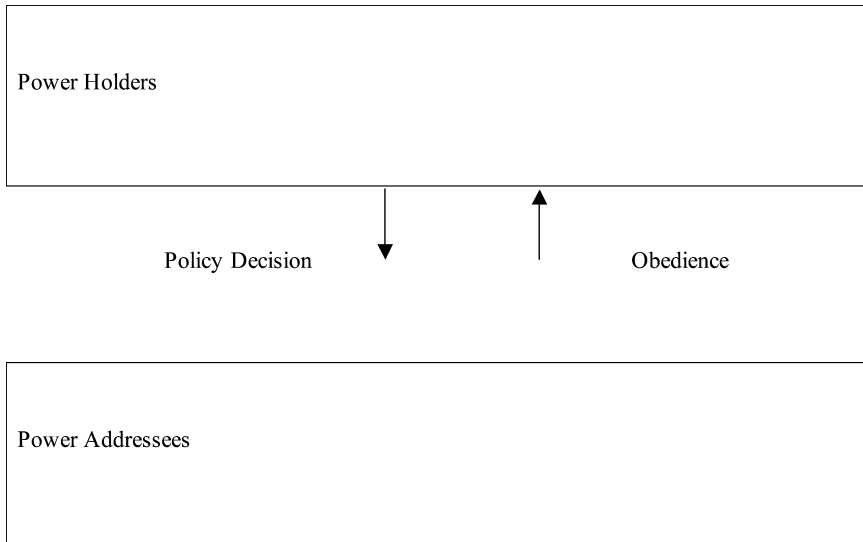 Power Holders
Policy Decision
Obedience
Power Addressees